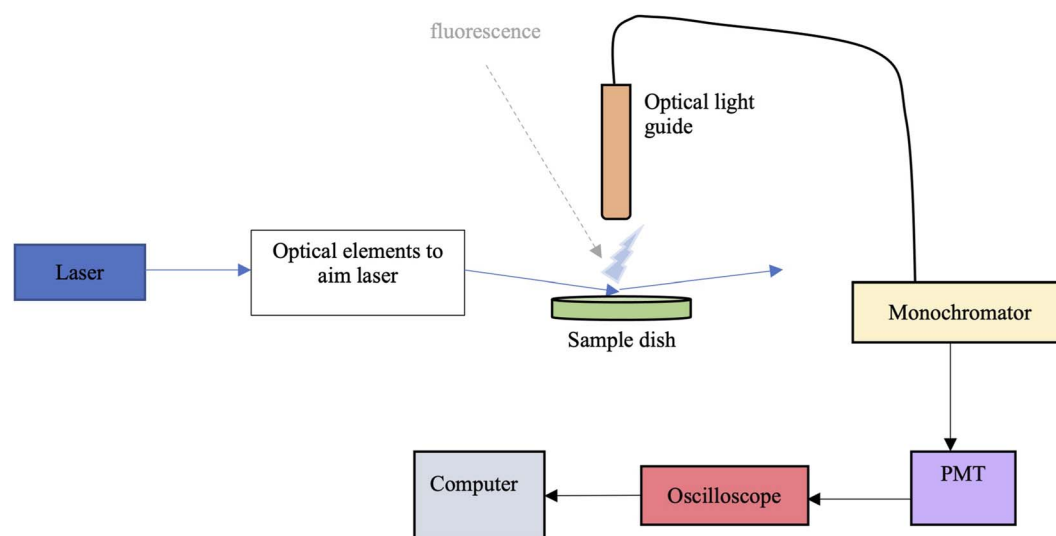 fluorescence
Optical light
guide
Laser
Optical elements to
aim laser
Sample dish
Monochromator
Computer
Oscilloscope
PMT